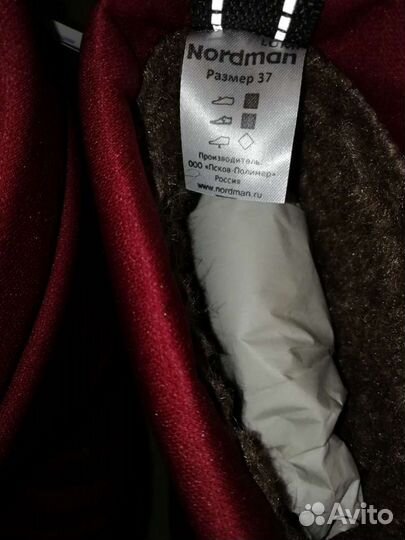 Nordman
Размер 37
Производитель:
ООО «Псков-Полимер»
Россия
www.nordman.ru
Avito